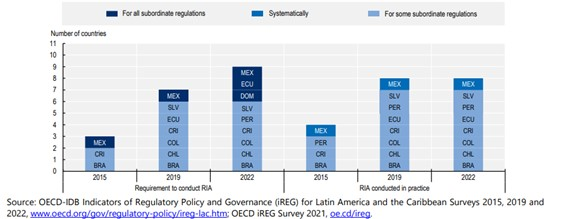 For all subordinate regulations Systematically For some subordinate regulations
Number of countries
11
10
9
8
7
6
5
4
3
2
1
0
MEX
CRI
BRA
MEX
SLV
ECU
CRI
COL
CHL
BRA
MEX
ECU
DOM
SLV
PER
CRI
COL
CHL
BRA
MEX
PER
CRI
BRA
MEX
SLV
PER
ECU
CRI
COL
CHL
BRA
MEX
SLV
PER
ECU
CRI
COL
CHL
BRA
2015 2019 2022 2015 2019 2022
Requirement to conduct RIA RIA conducted in practice
Source: OECD-IDB Indicators of Regulatory Policy and Governance (iREG) for Latin America and the Caribbean Surveys 2015, 2019 and
2022, www.oecd.org/gov/regulatory-policy/ireg-lac.htm; OECD iREG Survey 2021, oe.cd/ireg.